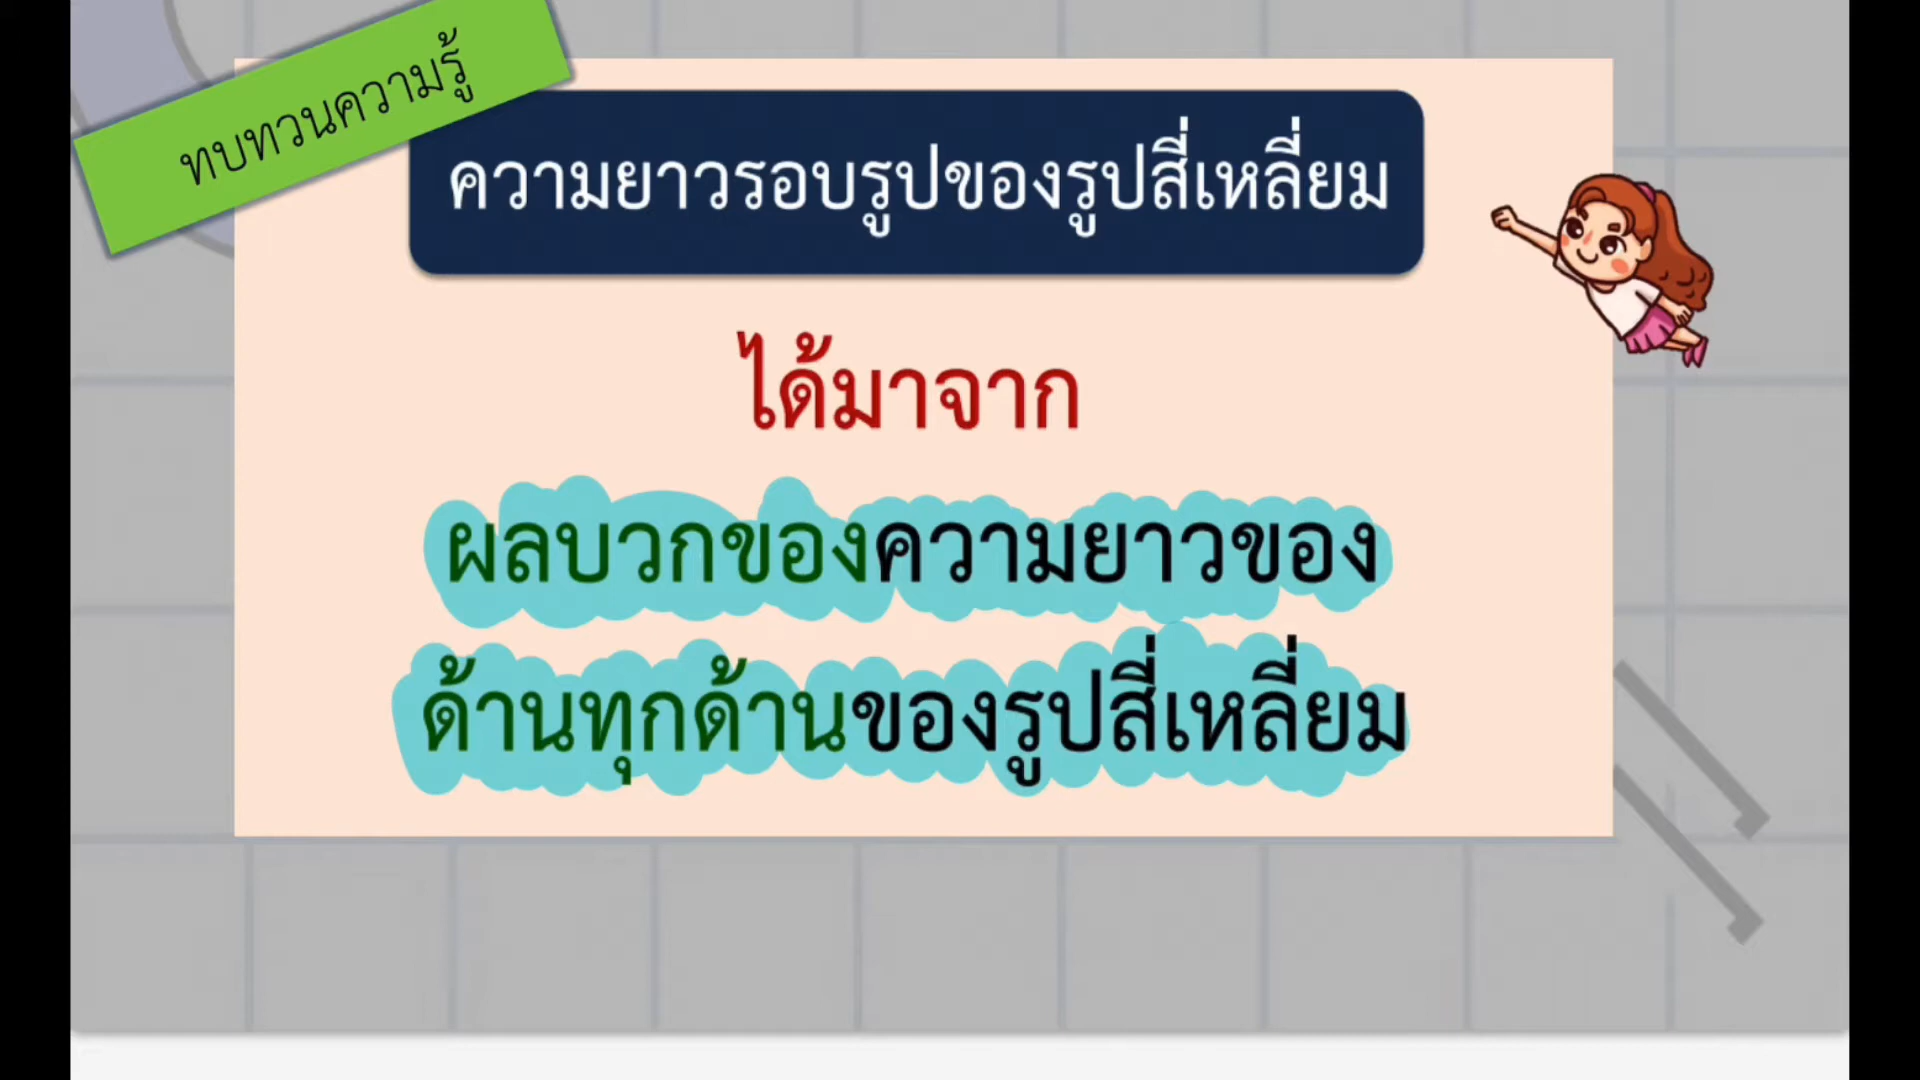 ทบทวนความรู้
ความยาวรอบรูปของรูปสี่เหลี่ยม
ได้มาจาก
ผลบวกของความยาวของ
ด้านทุกด้านของรูปสี่เหลี่ยม